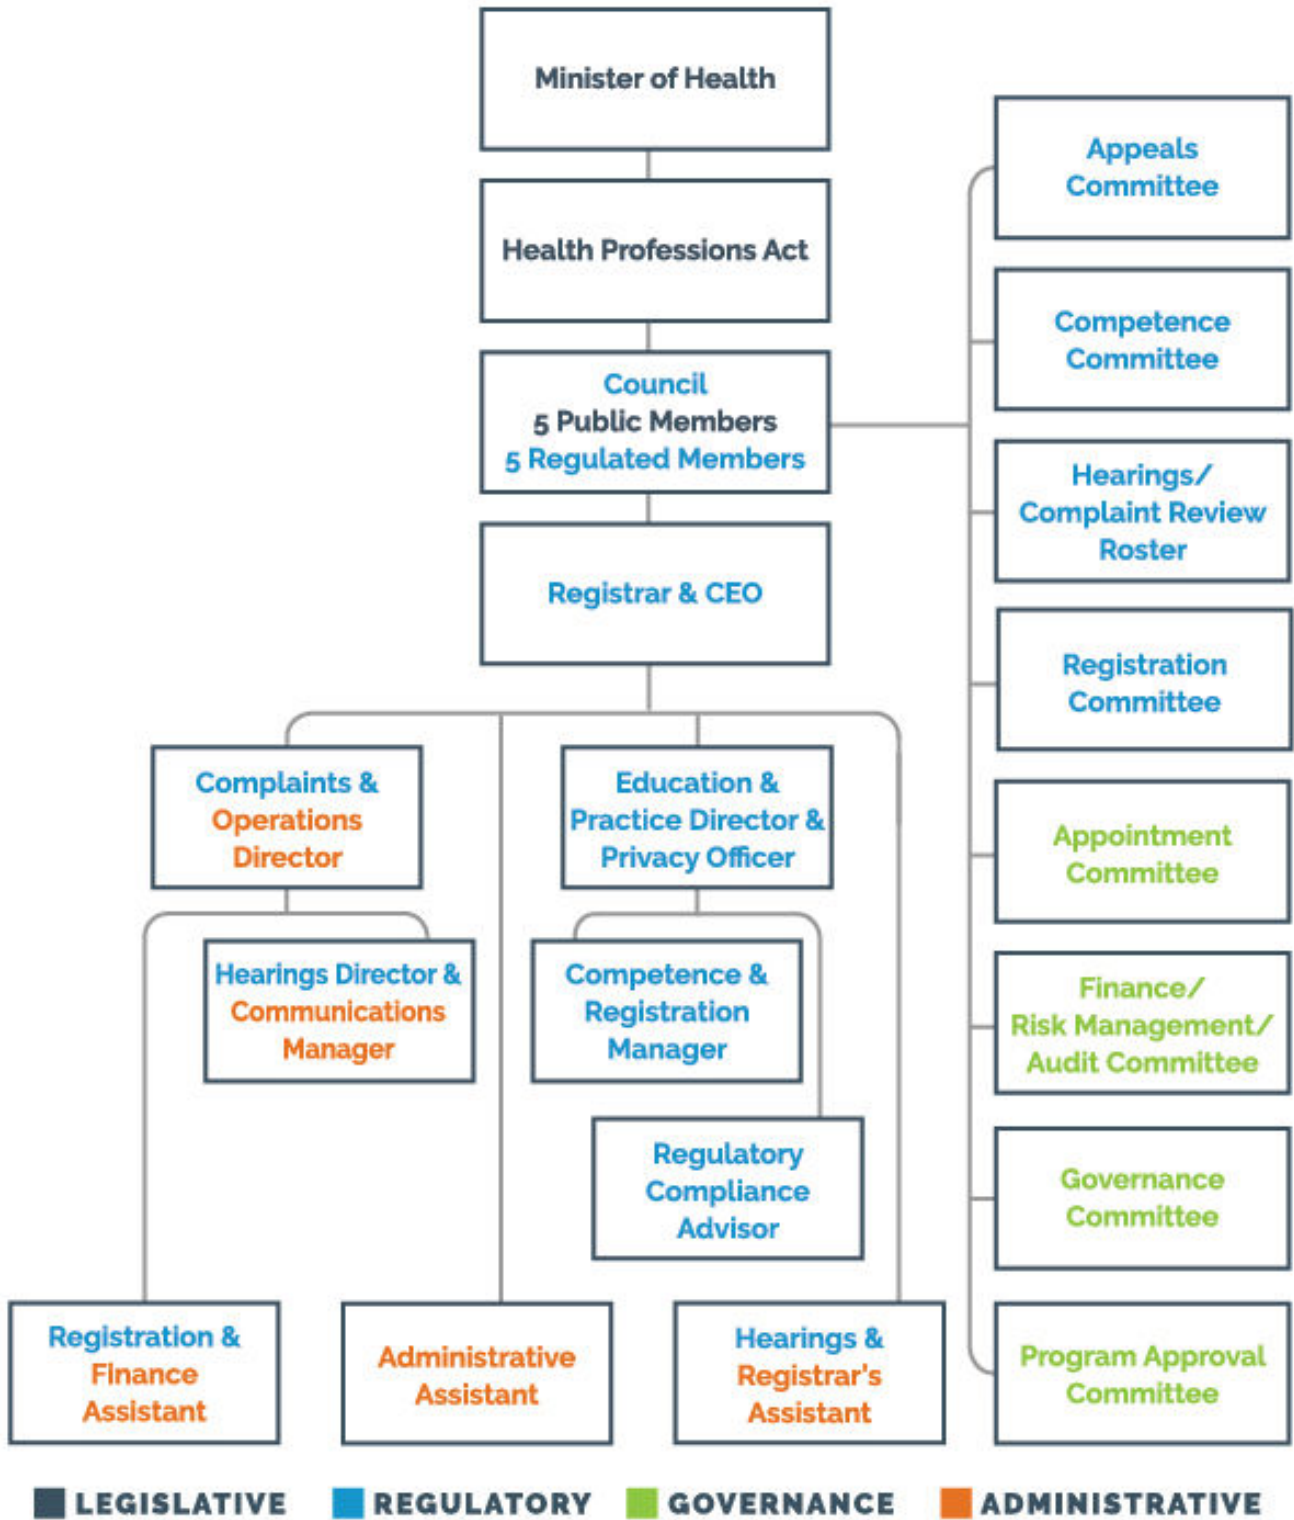 Minister of Health
Health Professions Act
Council
5 Public Members
5 Regulated Members
Registrar & CEO
Appeals
Committee
Competence
Committee
Hearings/
Complaint Review
Roster
Registration
Committee
Appointment
Committee
Finance/
Risk Management/
Audit Committee
Governance
Committee
Program Approval
Committee
Complaints &
Operations
Director
Education &
Practice Director &
Privacy Officer
Hearings Director &
Communications
Manager
Competence &
Registration
Manager
Regulatory
Compliance
Advisor
Registration &
Finance
Assistant
Administrative
Assistant
Hearings &
Registrar's
Assistant
LEGISLATIVE
REGULATORY
GOVERNANCE
ADMINISTRATIVE